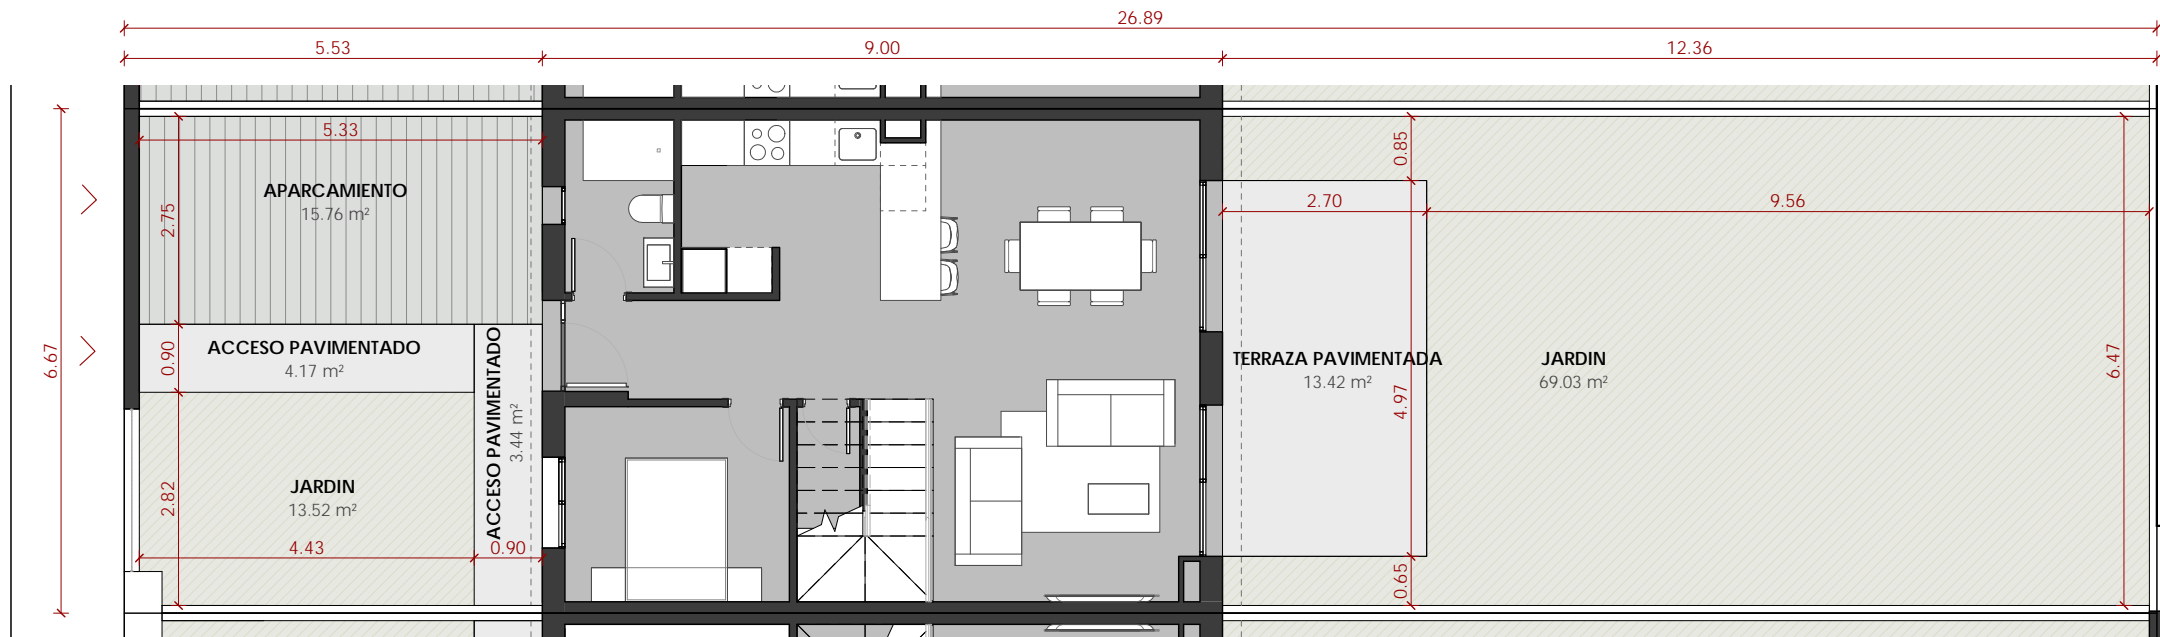 26.89
5.53
9.00
12.36
5.33
0.85
APARCAMIENTO
15.76 m²
2.75
2.70
9.56
6.67
0.90
ACCESO PAVIMENTADO
4.17 m²
ACCESO PAVIMENTADO
3.44 m²
TERRAZA PAVIMENTADA
13.42 m²
4.97
JARDIN
69.03 m²
6.47
JARDIN
13.52 m²
2.82
4.43
0.90
0.65